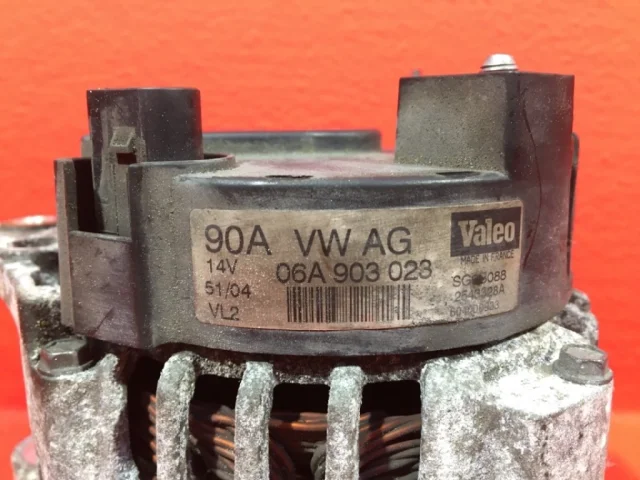 90A VW AG Valeo
MADE IN FRANCE
14V 06A 903 023
51/04
VL2